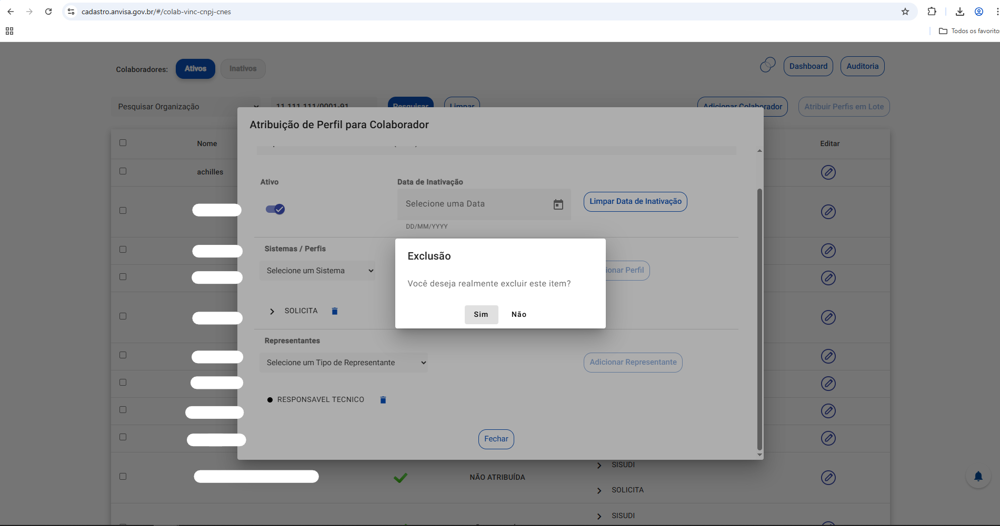 cadastro.anvisa.gov.br/#/colab-vinc-cnpj-cnes
Todos os favorito
Colaboradores:
Ativos
Inativos
Dashboard
Auditoria
Pesquisar Organização
11.111.111/0001-91
Pesquisar
Limpar
Adicionar Colaborador
Atribuir Perfis em Lote
Atribuição de Perfil para Colaborador
Nome
Editar
achilles
Ativo
Data de Inativação
Selecione uma Data
Limpar Data de Inativação
DD/MM/YYYY
Sistemas / Perfis
Selecione um Sistema
ionar Perfil
Exclusão
Você deseja realmente excluir este item?
Sim
Não
SOLICITA
Representantes
Selecione um Tipo de Representante
Adicionar Representante
RESPONSAVEL TECNICO
Fechar
SISUDI
NÃO ATRIBUÍDA
SOLICITA
SISUDI